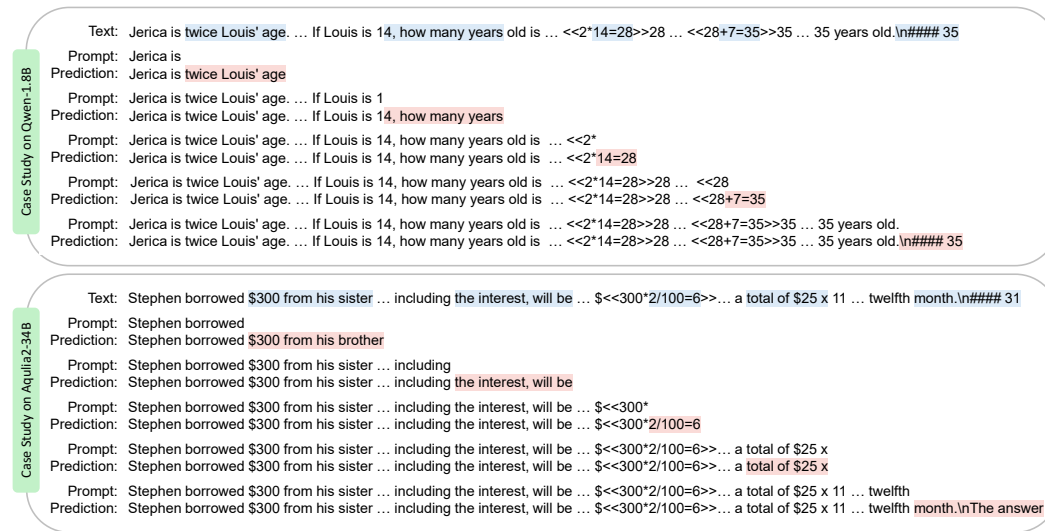 Case Study on Qwen-1.8B
Text: Jerica is twice Louis' age. … If Louis is 14, how many years old is … <<2*14=28>>28 … <<28+7=35>>35 … 35 years old.\n#### 35
Prompt: Jerica is
Prediction: Jerica is twice Louis' age
Prompt: Jerica is twice Louis' age. … If Louis is 1
Prediction: Jerica is twice Louis' age. … If Louis is 14, how many years
Prompt: Jerica is twice Louis' age. … If Louis is 14, how many years old is … <<2*
Prediction: Jerica is twice Louis' age. … If Louis is 14, how many years old is … <<2*14=28
Prompt: Jerica is twice Louis' age. … If Louis is 14, how many years old is … <<2*14=28>>28 … <<28
Prediction: Jerica is twice Louis' age. … If Louis is 14, how many years old is … <<2*14=28>>28 … <<28+7=35
Prompt: Jerica is twice Louis' age. … If Louis is 14, how many years old is … <<2*14=28>>28 … <<28+7=35>>35 … 35 years old.
Prediction: Jerica is twice Louis' age. … If Louis is 14, how many years old is … <<2*14=28>>28 … <<28+7=35>>35 … 35 years old.\n#### 35
Case Study on Aqulia2-34B
Text: Stephen borrowed $300 from his sister … including the interest, will be … $<<300*2/100=6>>… a total of $25 x 11 … twelfth month.\n#### 31
Prompt: Stephen borrowed
Prediction: Stephen borrowed $300 from his brother
Prompt: Stephen borrowed $300 from his sister … including
Prediction: Stephen borrowed $300 from his sister … including the interest, will be
Prompt: Stephen borrowed $300 from his sister … including the interest, will be … $<<300*
Prediction: Stephen borrowed $300 from his sister … including the interest, will be … $<<300*2/100=6
Prompt: Stephen borrowed $300 from his sister … including the interest, will be … $<<300*2/100=6>>… a total of $25 x
Prediction: Stephen borrowed $300 from his sister … including the interest, will be … $<<300*2/100=6>>… a total of $25 x
Prompt: Stephen borrowed $300 from his sister … including the interest, will be … $<<300*2/100=6>>… a total of $25 x 11 … twelfth
Prediction: Stephen borrowed $300 from his sister … including the interest, will be … $<<300*2/100=6>>… a total of $25 x 11 … twelfth month.\nThe answer